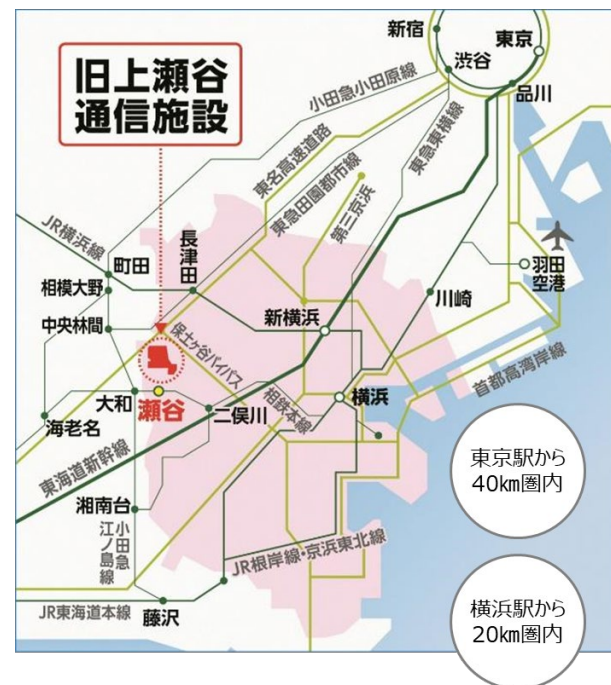 旧上瀬谷
通信施設
新宿
東京
渋谷
品川
小田急小田原線
東名高速道路
東急田園都市線
東急東横線
第三京浜
JR横浜線
町田
長津田
相模大野
中央林間
新横浜
川崎
羽田
空港
保土ヶ谷バイパス
首都高湾岸線
大和
瀬谷
二俣川
相鉄本線
横浜
海老名
東海道新幹線
湘南台
小田急
江ノ島線
JR根岸線・京浜東北線
JR東海道本線
藤沢
東京駅から
40km圏内
横浜駅から
20km圏内